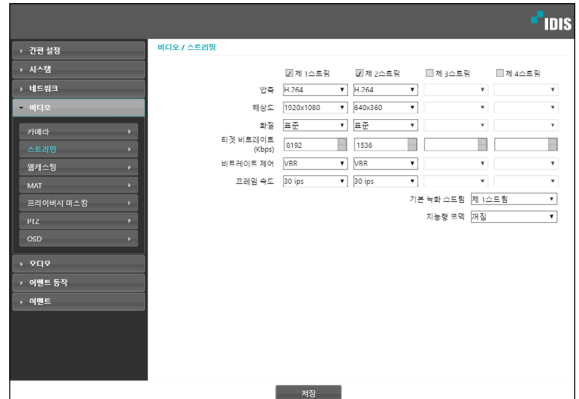 IDIS
간편 설정
시스템
네트워크
비디오
카메라
스트리밍
웹캐스팅
MAT
프라이버시 마스킹
PTZ
OSD
오디오
이벤트 동작
이벤트
비디오 / 스트리밍
제 1스트림 제 2스트림 제 3스트림 제 4스트림
압축 H.264 H.264
해상도 1920x1080 640x360
화질 표준 표준
타겟 비트레이트
(Kbps) 8192 1536
비트레이트 제어 VBR VBR
프레임 속도 30 ips 30 ips
기본 녹화 스트림 제 1스트림
지능형 코덱 꺼짐
저장